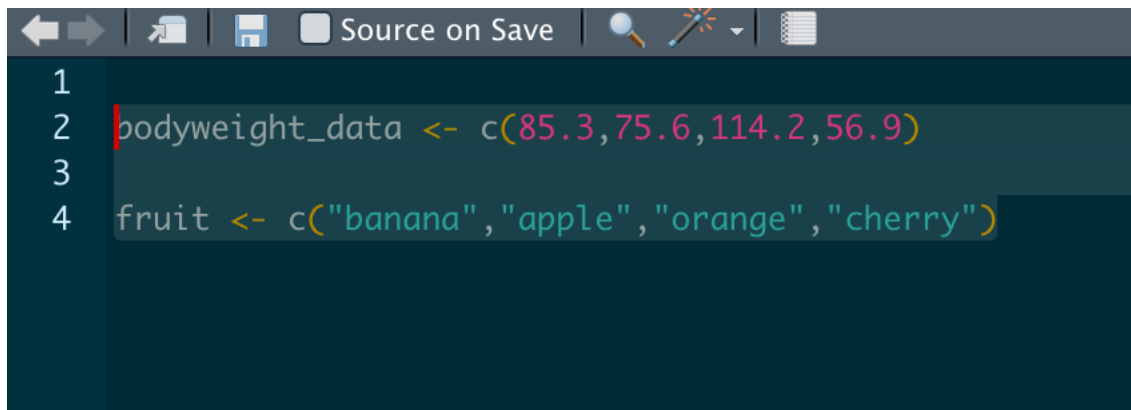 Source on Save
1
2 bodyweight_data <- c(85.3,75.6,114.2,56.9)
3
4 fruit <- c("banana","apple","orange","cherry")